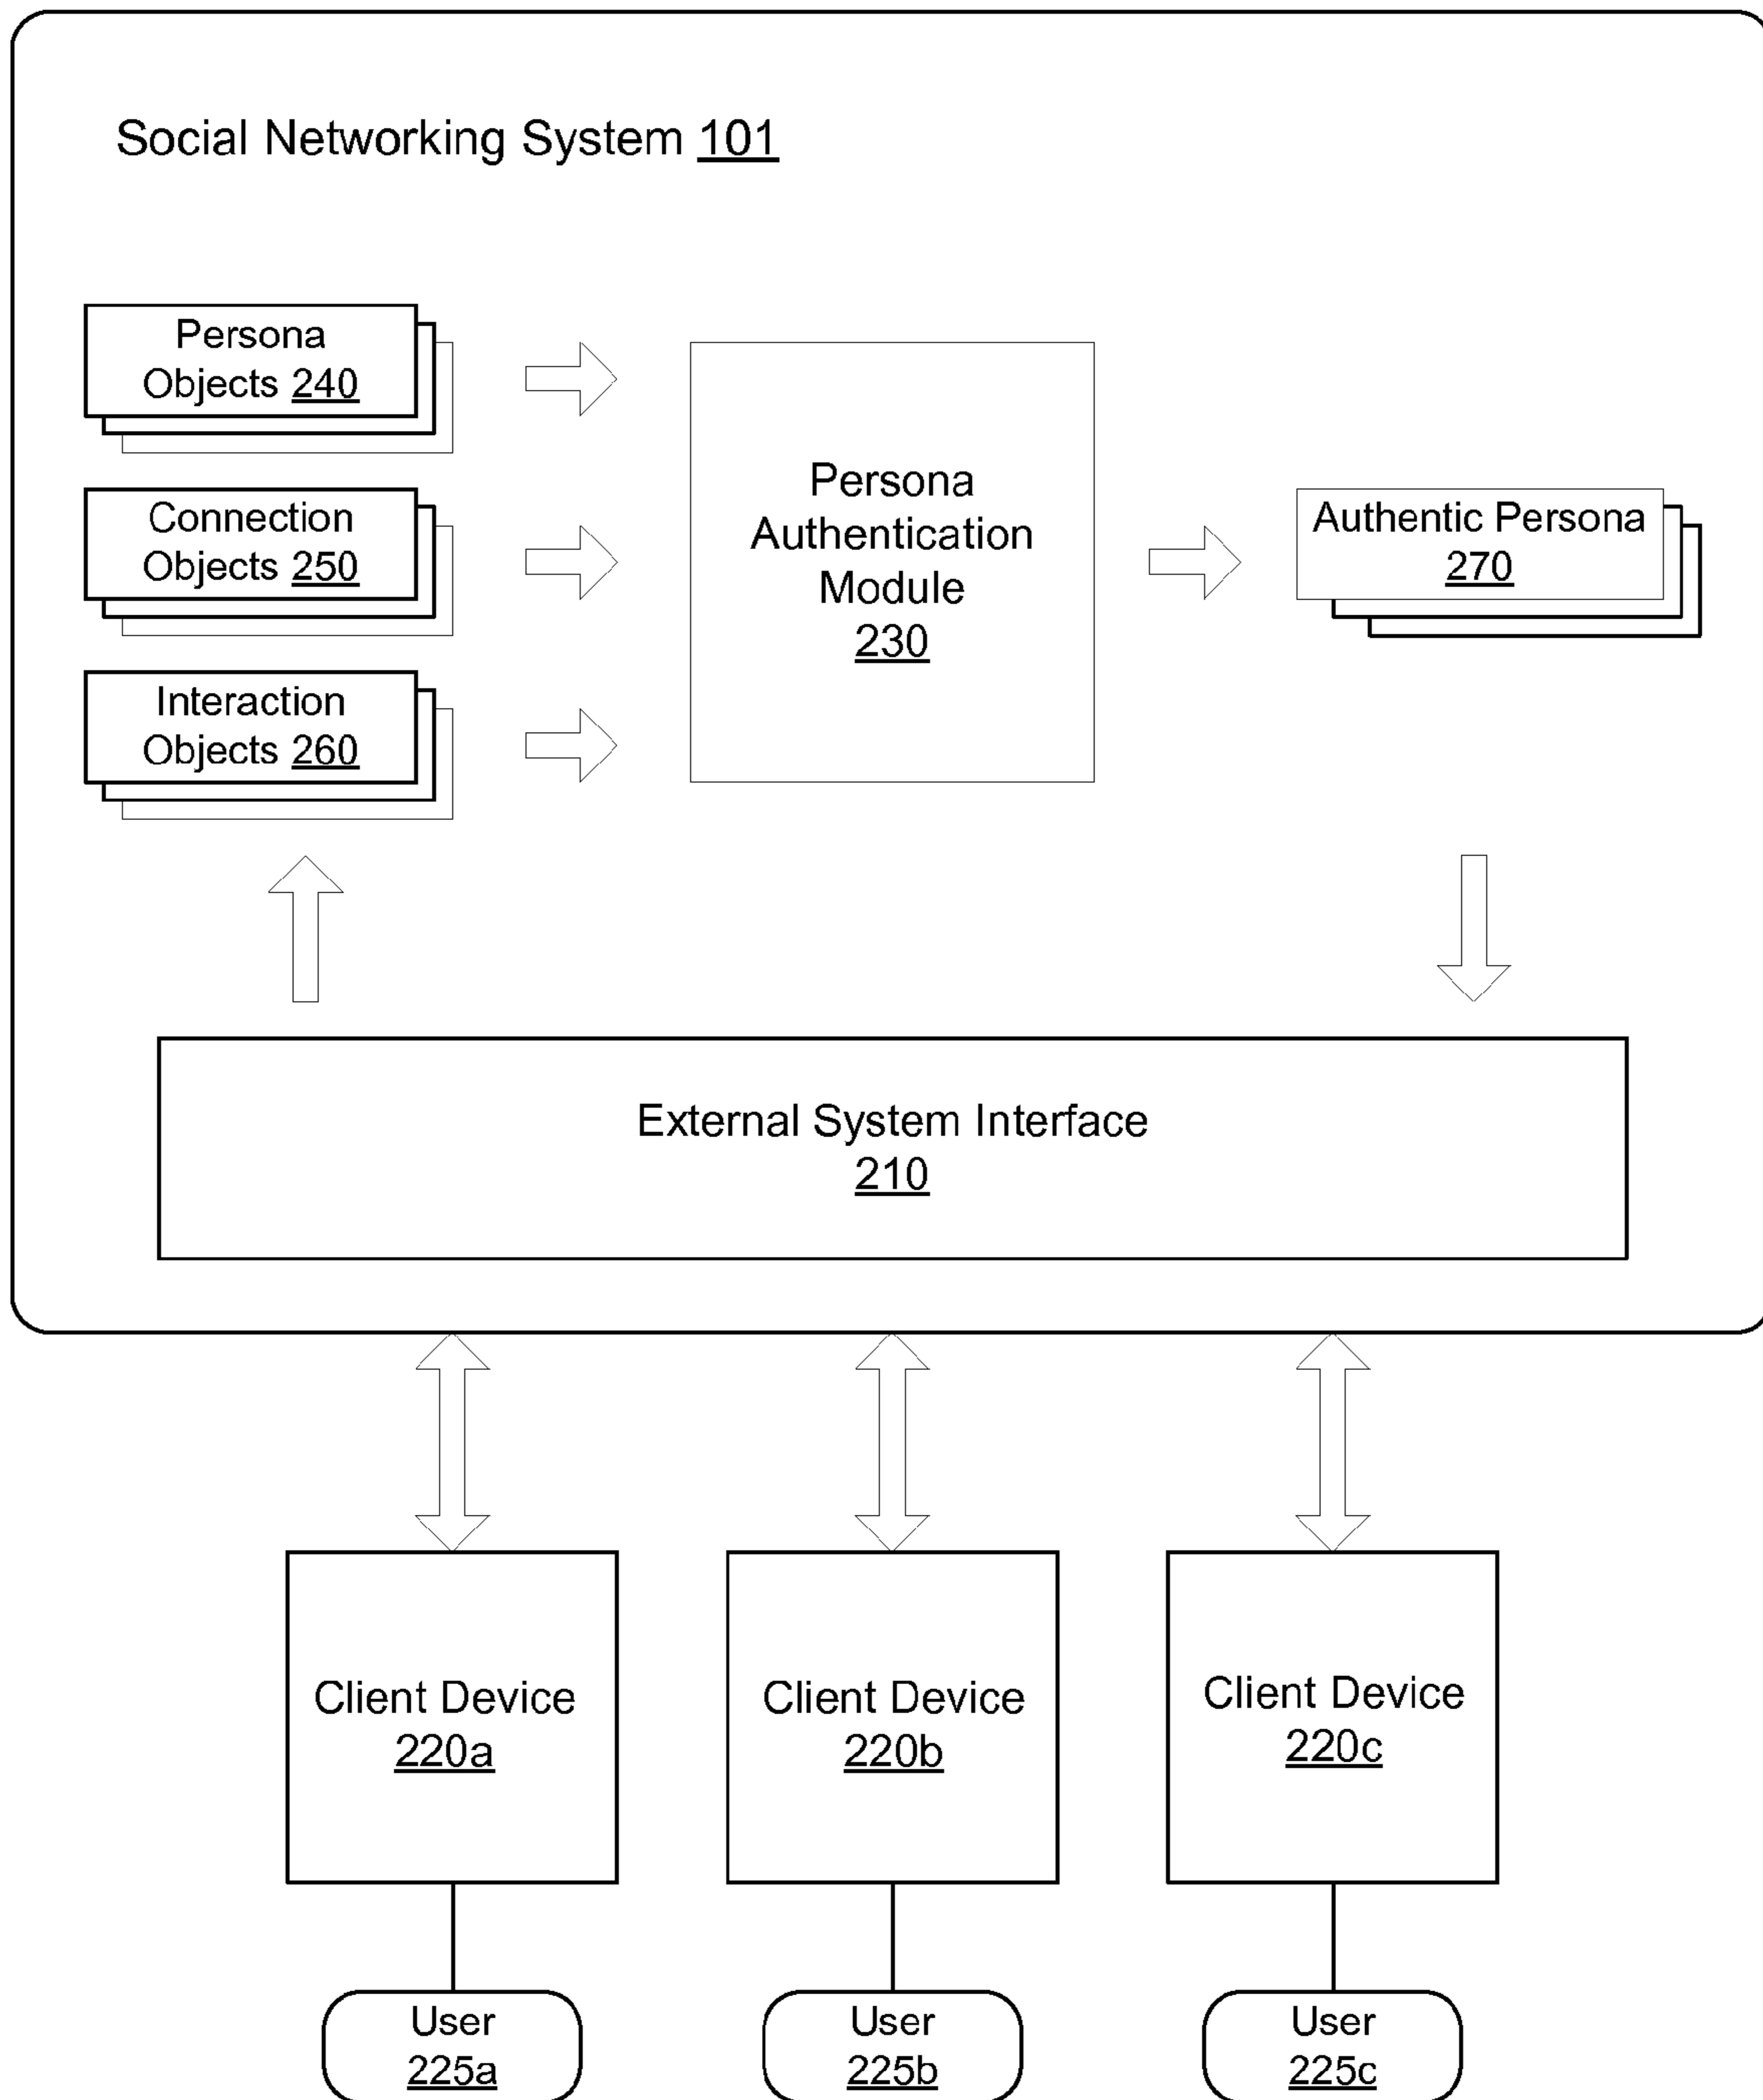 Social Networking System 101
Persona
Objects 240
Connection
Objects 250
Interaction
Objects 260
Persona
Authentication
Module
230
Authentic Persona
270
External System Interface
210
Client Device
220a
Client Device
220b
Client Device
220c
User
225a
User
225b
User
225c